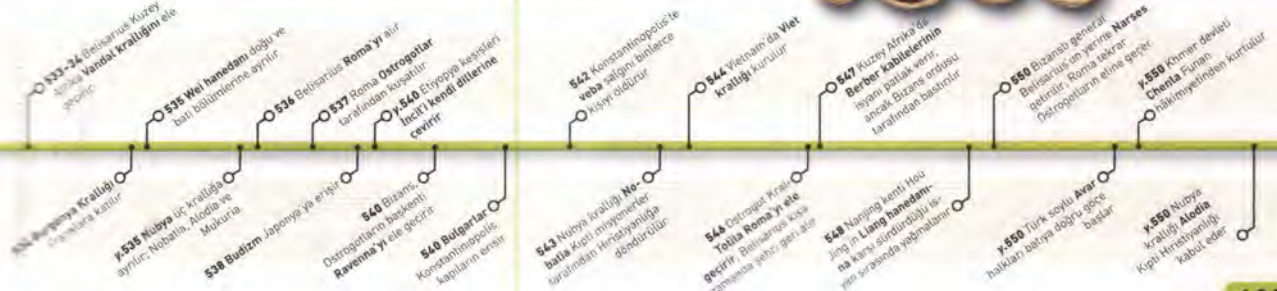 533-34 Belisarius Kuzey
Afrika Vandal krallığını ele
geçirir
535 Wei hanedanı doğu ve
batı bölümlerine ayrılır
536 Belisarius Roma'yı alır
537 Roma Ostrogotlar
tarafından kuşatılır
y.540 Etiyopya keşişleri
İncil'i kendi dillerine
çevirir
542 Konstantinopolis'te
veba salgını binlerce
kişiyi öldürür
544 Vietnam'da Viet
krallığı kurulur
547 Kuzey Afrika'da
Berber kabilelerinin
isyanı patlak verir,
ancak Bizans ordusu
tarafından bastırılır
550 Bizanslı general
Belisarius'un yerine Narses
getirilir; Roma tekrar
Ostrogotların eline geçer
y.550 Khmer devleti
Chenla Funan
hâkimiyetinden kurtulur
534 Burgonya Krallığı
Franklara katılır
y.535 Nubya üç krallığa
ayrılır; Nobatia, Alodia ve
Mukuria
538 Budizm Japonya'ya erişir
540 Bizans,
Ostrogotların başkenti
Ravenna'yı ele geçirir
540 Bulgarlar
Konstantinopolis
kapılarına erişir
543 Nubya krallığı No-
batia Kıpti misyonerler
tarafından Hıristiyanlığa
döndürülür
546 Ostrogot Kralı
Totila Roma'yı ele
geçirir; Belisarius kısa
zamanda şehri geri alır
548 Nanjing kenti Hou
Jing'in Liang hanedanı-
na karşı sürdürdüğü is-
yan sırasında yağmalanır
y.550 Türk soylu Avar
halkları batıya doğru göçe
başlar
y.550 Nubya
krallığı Alodia
Kıpti Hıristiyanlığı
kabul eder